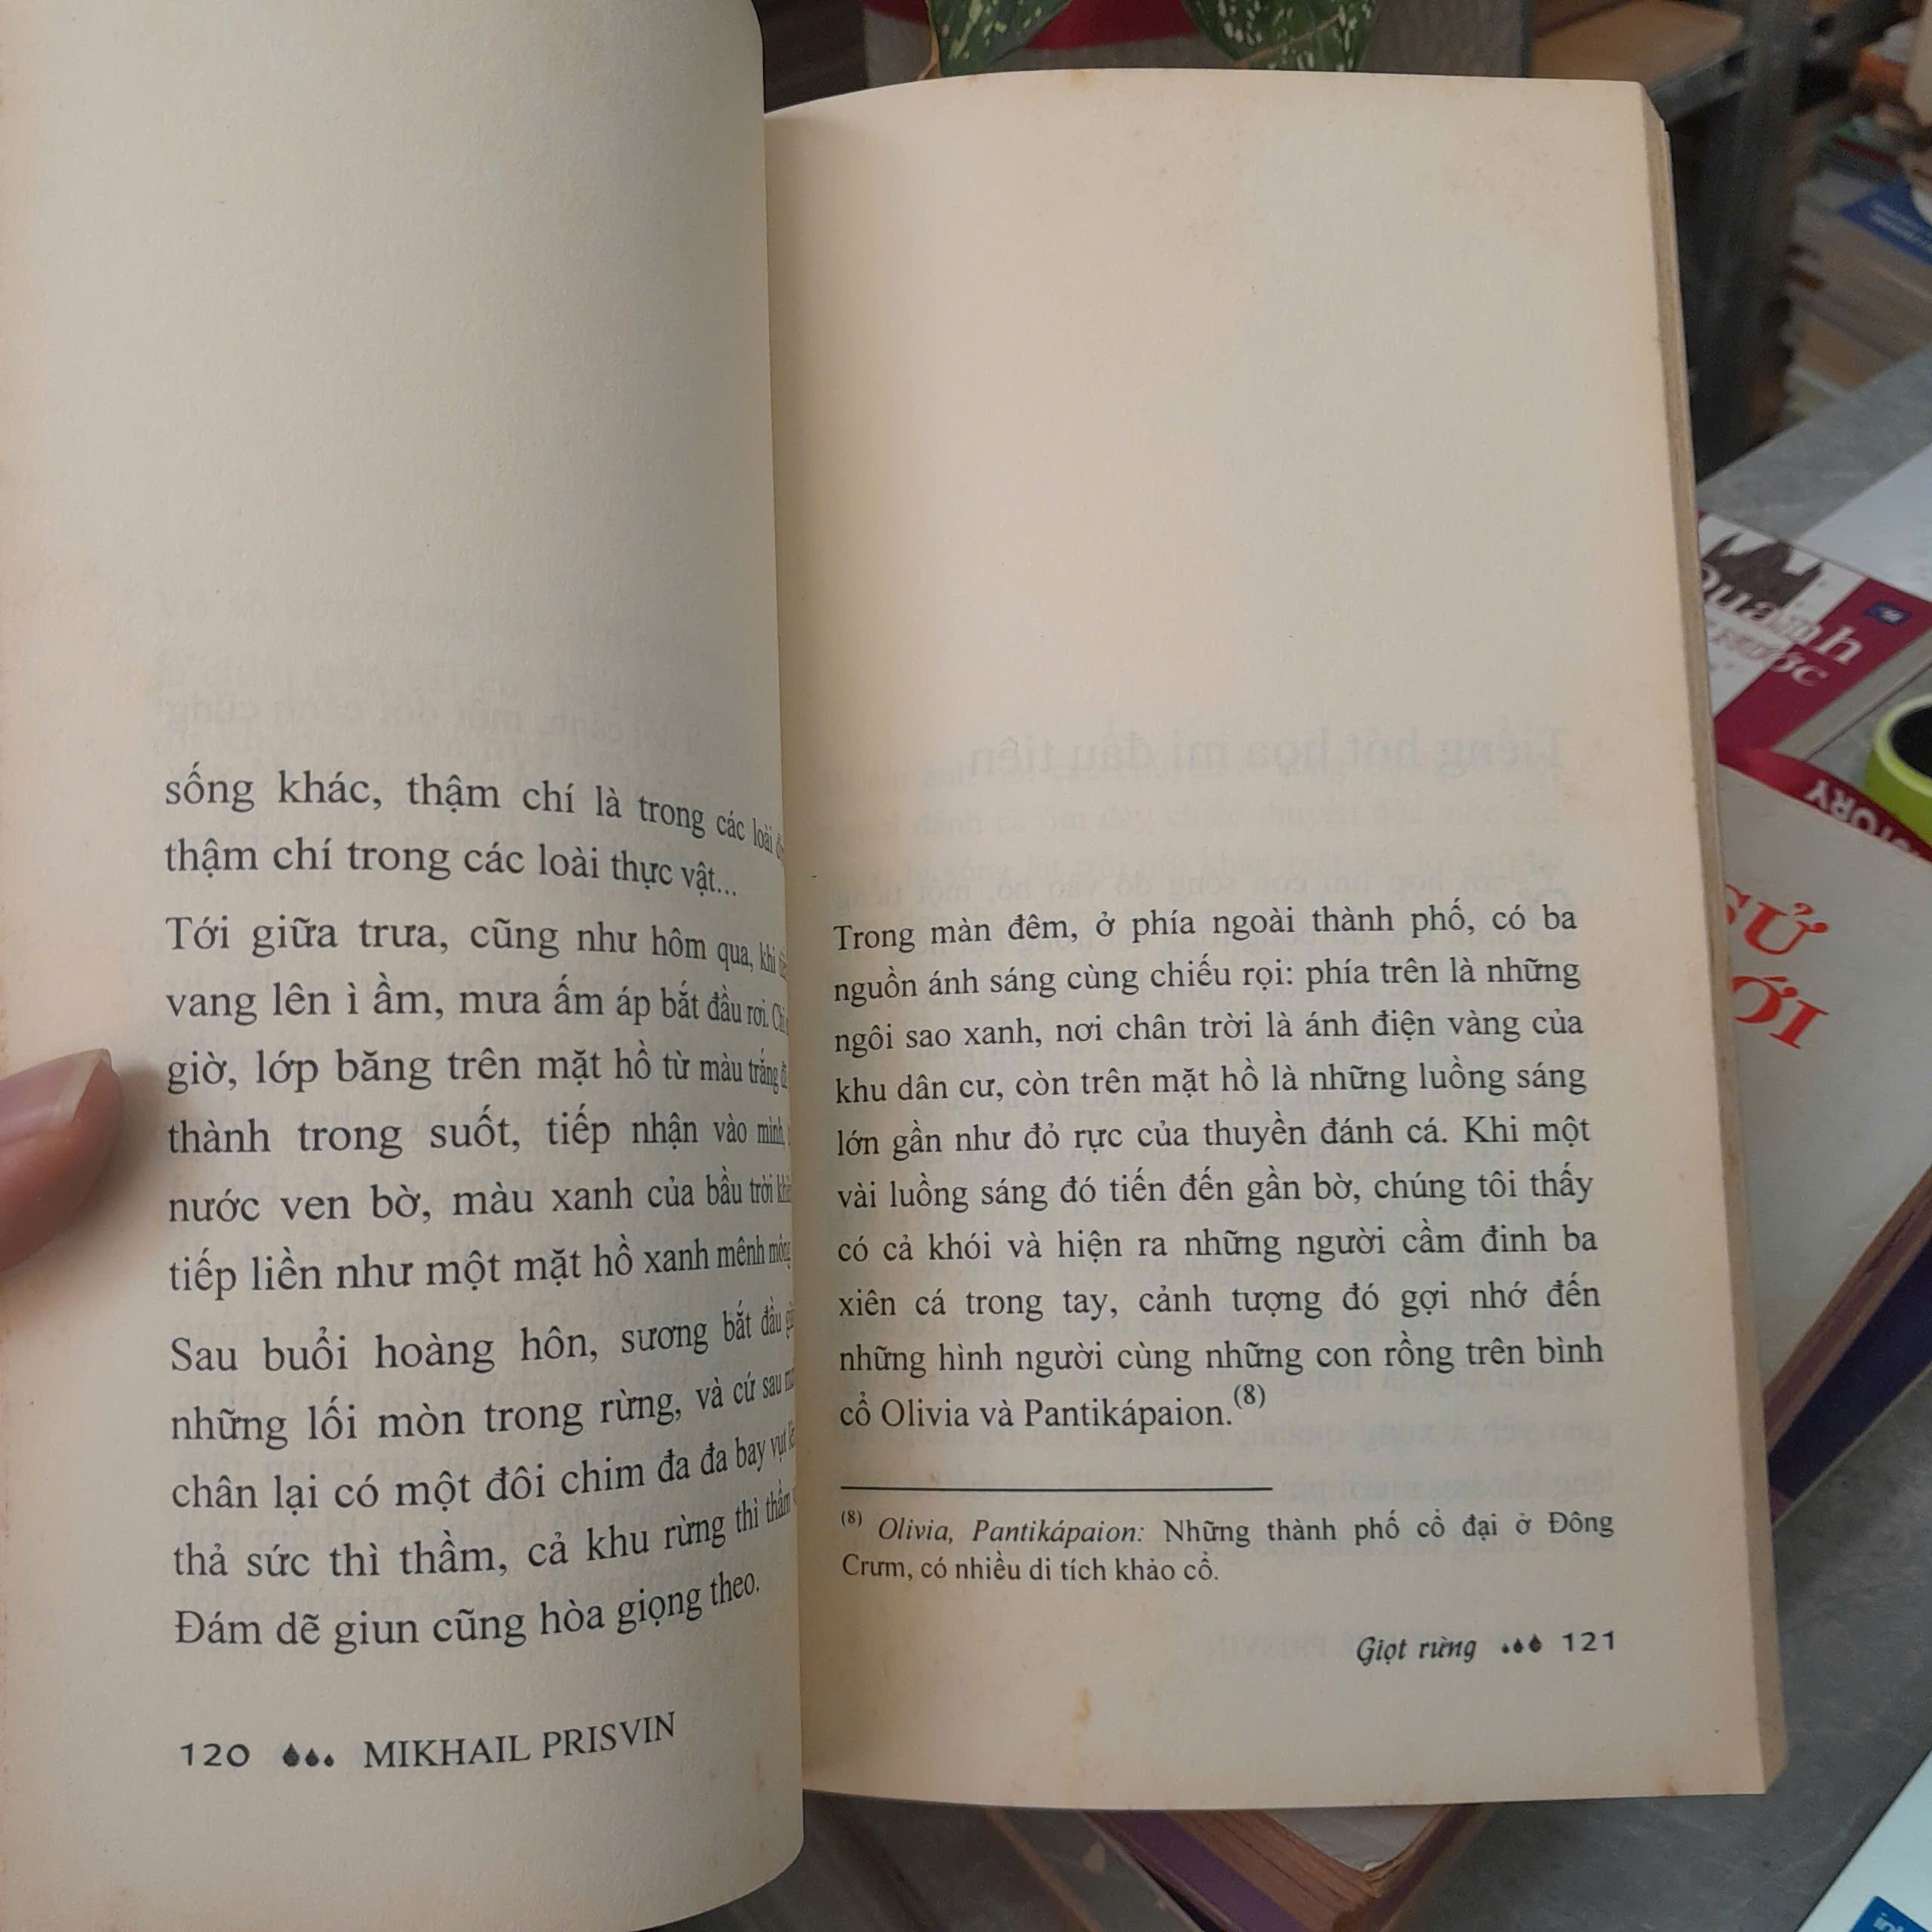 sống khác, thậm chí là trong các loài
thậm chí trong các loài thực vật...
Tới giữa trưa, cũng như hôm qua, khi
vang lên ì ầm, mưa ấm áp bắt đầu rơi.
giờ, lớp băng trên mặt hồ từ màu trắng
thành trong suốt, tiếp nhận vào mình
nước ven bờ, màu xanh của bầu trời
tiếp liền như một mặt hồ xanh mênh mông
Sau buổi hoàng hôn, sương bắt đầu
những lối mòn trong rừng, và cứ sau
chân lại có một đôi chim đa đa bay vụt
thả sức thì thầm, cả khu rừng thì thầm
Đám dẽ giun cũng hòa giọng theo.
120 MIKHAIL PRISVIN
Trong màn đêm, ở phía ngoài thành phố, có ba
nguồn ánh sáng cùng chiếu rọi: phía trên là những
ngôi sao xanh, nơi chân trời là ánh điện vàng của
khu dân cư, còn trên mặt hồ là những luồng sáng
lớn gần như đỏ rực của thuyền đánh cá. Khi một
vài luồng sáng đó tiến đến gần bờ, chúng tôi thấy
có cả khói và hiện ra những người cầm đinh ba
xiên cá trong tay, cảnh tượng đó gợi nhớ đến
những hình người cùng những con rồng trên bình
cổ Olivia và Pantikápaion.(8)
(8) Olivia, Pantikápaion: Những thành phố cổ đại ở Đông
Crưm, có nhiều di tích khảo cổ.
Giọt rừng 121
SỬ